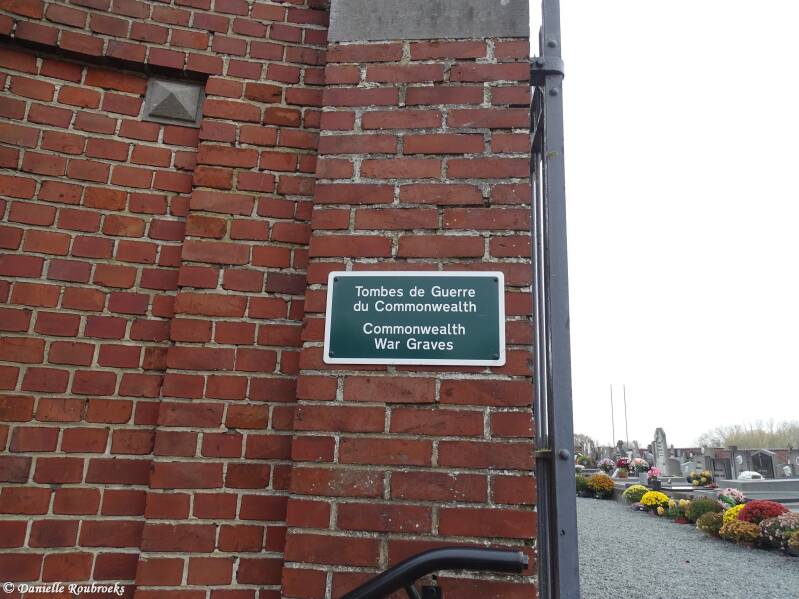 Tombes de Guerre
du Commonwealth
Commonwealth
War Graves
© Danielle Roubroeks